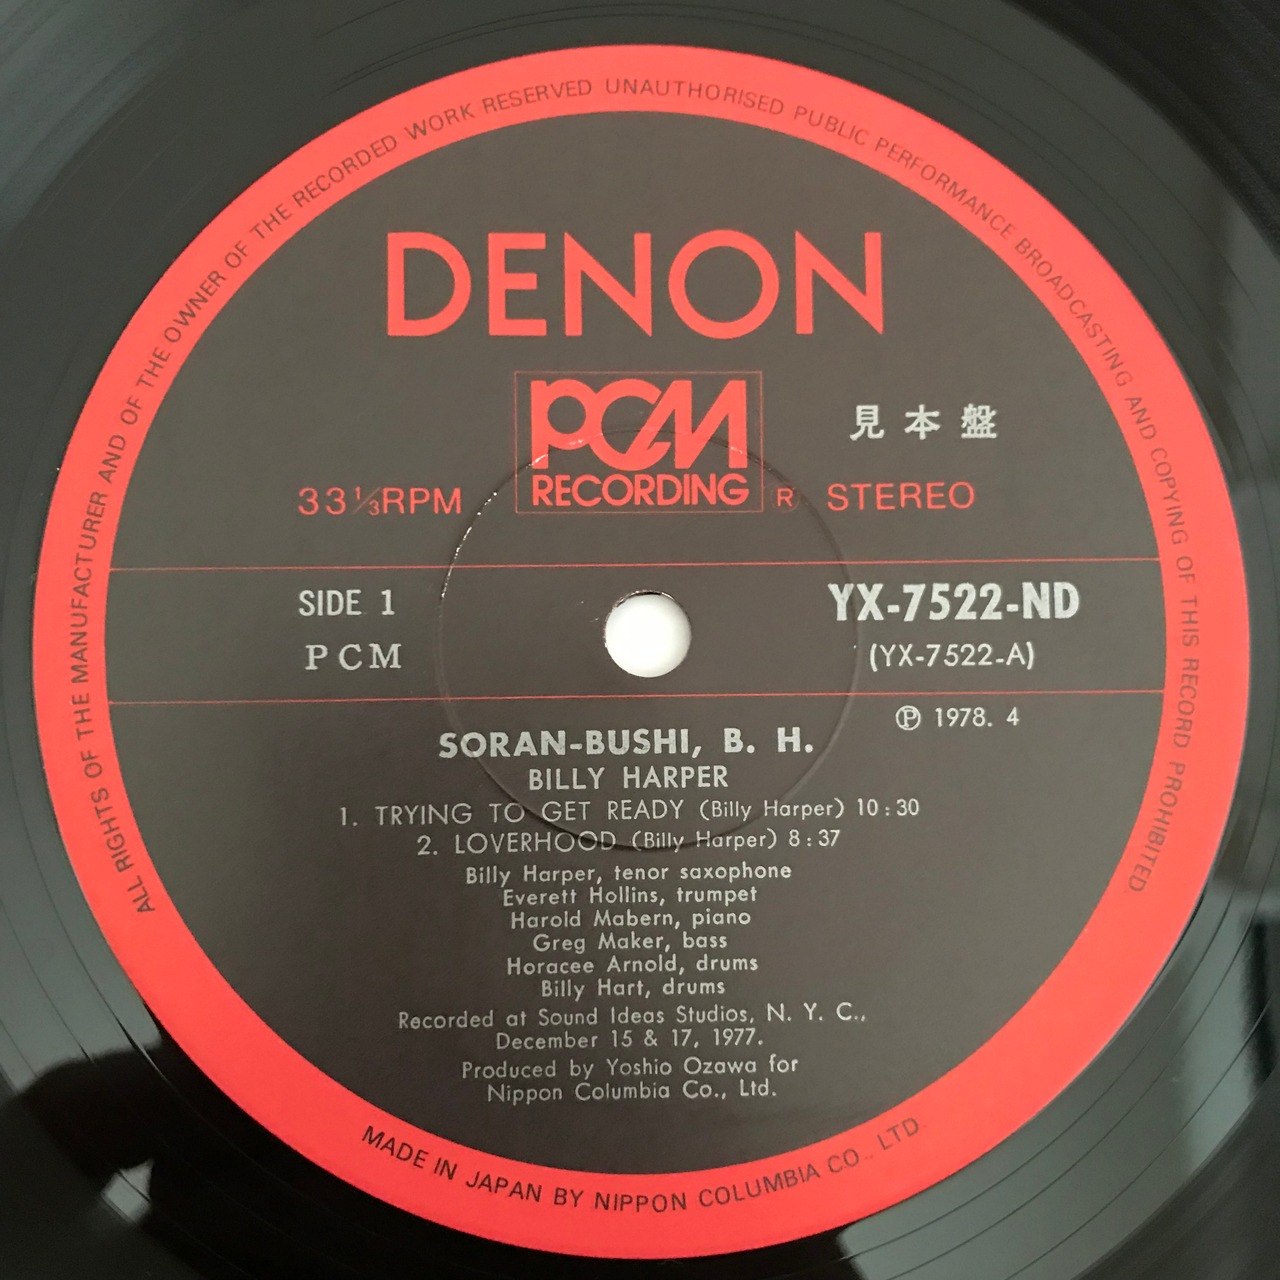 ALL RIGHTS OF THE MANUFACTURER AND OF THE OWNER OF THE RECORDED WORK RESERVED UNAUTHORISED PUBLIC PERFORMANCE BROADCASTING AND COPYING OF THIS RECORD PROHIBITED
DENON
PCM
RECORDING ®
見本盤
33⅓RPM
STEREO
SIDE 1
YX-7522-ND
PCM
(YX-7522-A)
℗ 1978. 4
SORAN-BUSHI, B. H.
BILLY HARPER
1. TRYING TO GET READY (Billy Harper) 10:30
2. LOVERHOOD (Billy Harper) 8:37
Billy Harper, tenor saxophone
Everett Hollins, trumpet
Harold Mabern, piano
Greg Maker, bass
Horacee Arnold, drums
Billy Hart, drums
Recorded at Sound Ideas Studios, N. Y. C.,
December 15 & 17, 1977.
Produced by Yoshio Ozawa for
Nippon Columbia Co., Ltd.
MADE IN JAPAN BY NIPPON COLUMBIA CO., LTD.